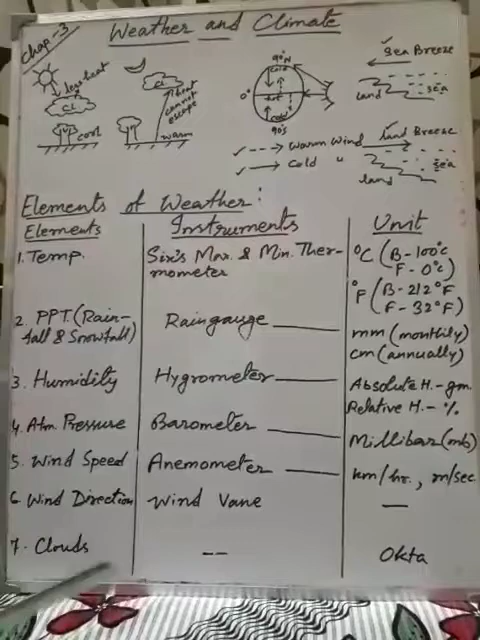 Chap-3
Weather and Climate
less heat
Cl.
cool
Cl.
heat cannot escape
warm
90°N
cold
0°
hot
cold
90°S
Sea Breeze
land
sea
Warm Wind
Cold "
Land Breeze
sea
land
Elements of Weather:
Elements Instruments Unit
1. Temp. Six's Max. & Min. Ther-
mometer °C (B-100°C
F-0°C)
°F (B-212°F
F-32°F)
2. PPT. (Rain-
fall & Snowfall) Raingauge mm (monthly)
cm (annually)
3. Humidity Hygrometer Absolute H.- gm
Relative H.- %
4. Atm. Pressure Barometer Millibar (mb)
5. Wind Speed Anemometer km/hr., m/sec
6. Wind Direction Wind Vane —
7. Clouds -- Okta